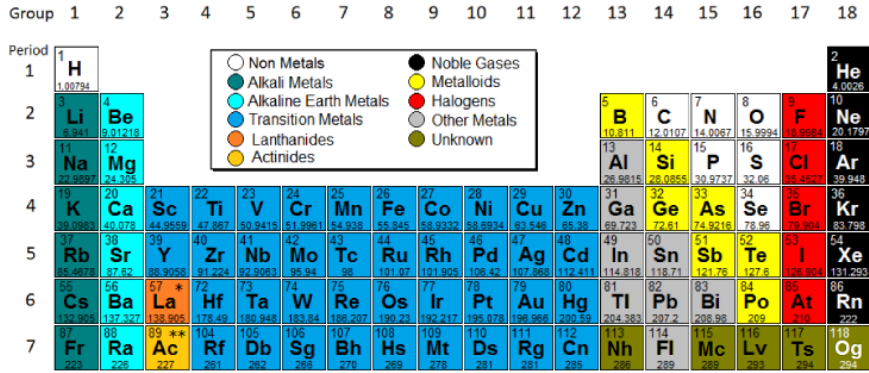 Group 1 2 3 4 5 6 7 8 9 10 11 12 13 14 15 16 17 18
Period
1
1 H 1.00794
2 He 4.0026
Non Metals
Alkali Metals
Alkaline Earth Metals
Transition Metals
Lanthanides
Actinides
Noble Gases
Metalloids
Halogens
Other Metals
Unknown
2
3 Li 6.941
4 Be 9.01218
5 B 10.811
6 C 12.0107
7 N 14.0067
8 O 15.9994
9 F 18.9984
10 Ne 20.1797
3
11 Na 22.9897
12 Mg 24.305
13 Al 26.9815
14 Si 28.0855
15 P 30.9737
16 S 32.06
17 Cl 35.4527
18 Ar 39.948
4
19 K 39.0983
20 Ca 40.078
21 Sc 44.9559
22 Ti 47.867
23 V 50.9415
24 Cr 51.9961
25 Mn 54.938
26 Fe 55.845
27 Co 58.9332
28 Ni 58.6934
29 Cu 63.546
30 Zn 65.38
31 Ga 69.723
32 Ge 72.61
33 As 74.9216
34 Se 78.96
35 Br 79.904
36 Kr 83.798
5
37 Rb 85.4678
38 Sr 87.62
39 Y 88.9058
40 Zr 91.224
41 Nb 92.9063
42 Mo 95.94
43 Tc 98
44 Ru 101.07
45 Rh 101.905
46 Pd 106.42
47 Ag 107.868
48 Cd 112.411
49 In 114.818
50 Sn 118.71
51 Sb 121.76
52 Te 127.6
53 I 126.904
54 Xe 131.293
6
55 Cs 132.905
56 Ba 137.327
57 * La 138.905
72 Hf 178.49
73 Ta 180.948
74 W 183.84
75 Re 186.207
76 Os 190.23
77 Ir 192.217
78 Pt 195.078
79 Au 196.966
80 Hg 200.59
81 Tl 204.383
82 Pb 207.2
83 Bi 208.98
84 Po 209
85 At 210
86 Rn 222
7
87 Fr 223
88 Ra 226
89 ** Ac 227
104 Rf 261
105 Db 262
106 Sg 266
107 Bh 270
108 Hs 269
109 Mt 278
110 Ds 281
111 Rg 281
112 Cn 285
113 Nh 286
114 Fl 289
115 Mc 289
116 Lv 293
117 Ts 294
118 Og 294